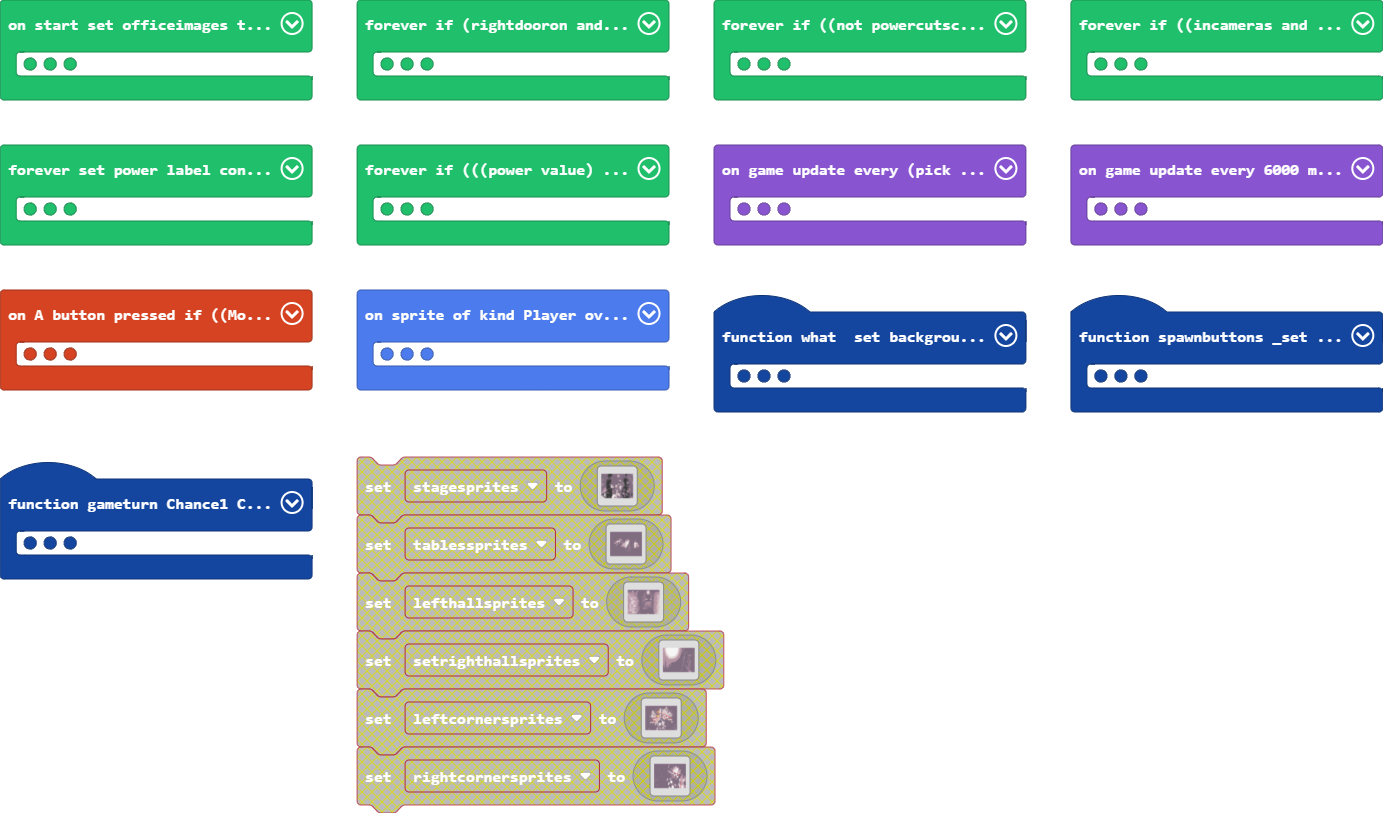 on start set officeimages t...
forever if (rightdooron and...
forever if ((not powercutsc...
forever if ((incameras and ...
forever set power label con...
forever if (((power value) ...
on game update every (pick ...
on game update every 6000 m...
on A button pressed if ((Mo...
on sprite of kind Player ov...
function what  set backgrou...
function spawnbuttons _set ...
function gameturn Chancel C...
set stagesprites to
set tablessprites to
set lefthallsprites to
set setrighthallsprites to
set leftcornersprites to
set rightcornersprites to